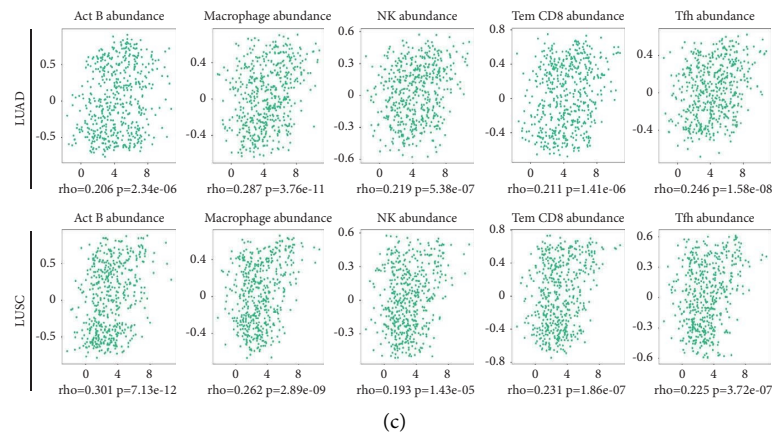 Act B abundance
Macrophage abundance
NK abundance
Tem CD8 abundance
Tfh abundance
LUAD
0.5
0
-0.5
0.4
0
-0.4
0.6
0.3
0
-0.3
-0.6
0.8
0.4
0
-0.4
0.4
0
-0.4
0 4 8
0 4 8
0 4 8
0 4 8
0 4 8
rho=0.206 p=2.34e-06
rho=0.287 p=3.76e-11
rho=0.219 p=5.38e-07
rho=0.211 p=1.41e-06
rho=0.246 p=1.58e-08
Act B abundance
Macrophage abundance
NK abundance
Tem CD8 abundance
Tfh abundance
LUSC
0.5
0
-0.5
0.4
0
-0.4
0.6
0.3
0
-0.3
0.8
0.4
0
-0.4
-0.8
0.6
0.3
0
-0.3
-0.6
0 4 8
0 4 8
0 4 8
0 4 8
0 4 8
rho=0.301 p=7.13e-12
rho=0.262 p=2.89e-09
rho=0.193 p=1.43e-05
rho=0.231 p=1.86e-07
rho=0.225 p=3.72e-07
(c)